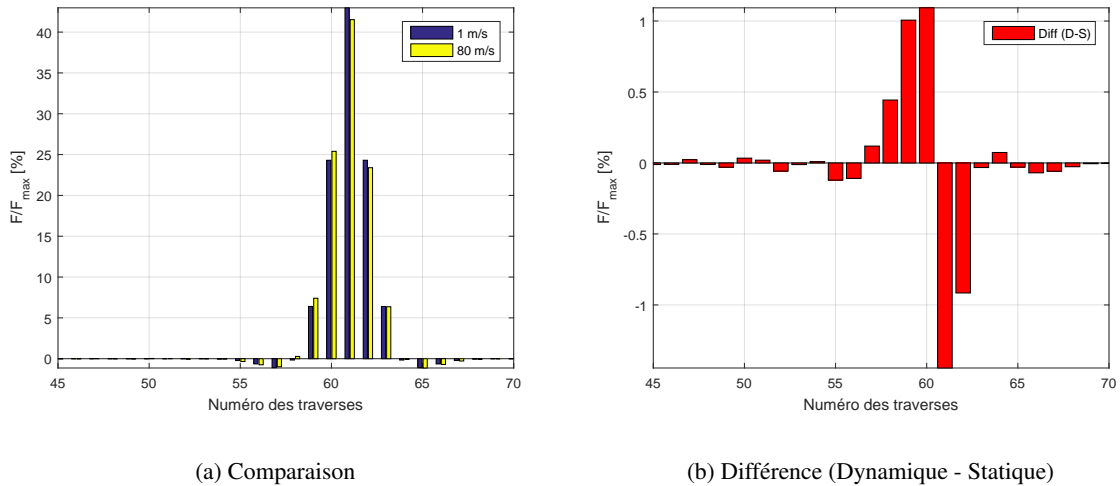 1 m/s
80 m/s
40
35
30
25
20
15
10
5
0
F/F_max [%]
45 50 55 60 65 70
Numéro des traverses
(a) Comparaison
Diff (D-S)
1
0.5
0
-0.5
-1
F/F_max [%]
45 50 55 60 65 70
Numéro des traverses
(b) Différence (Dynamique - Statique)